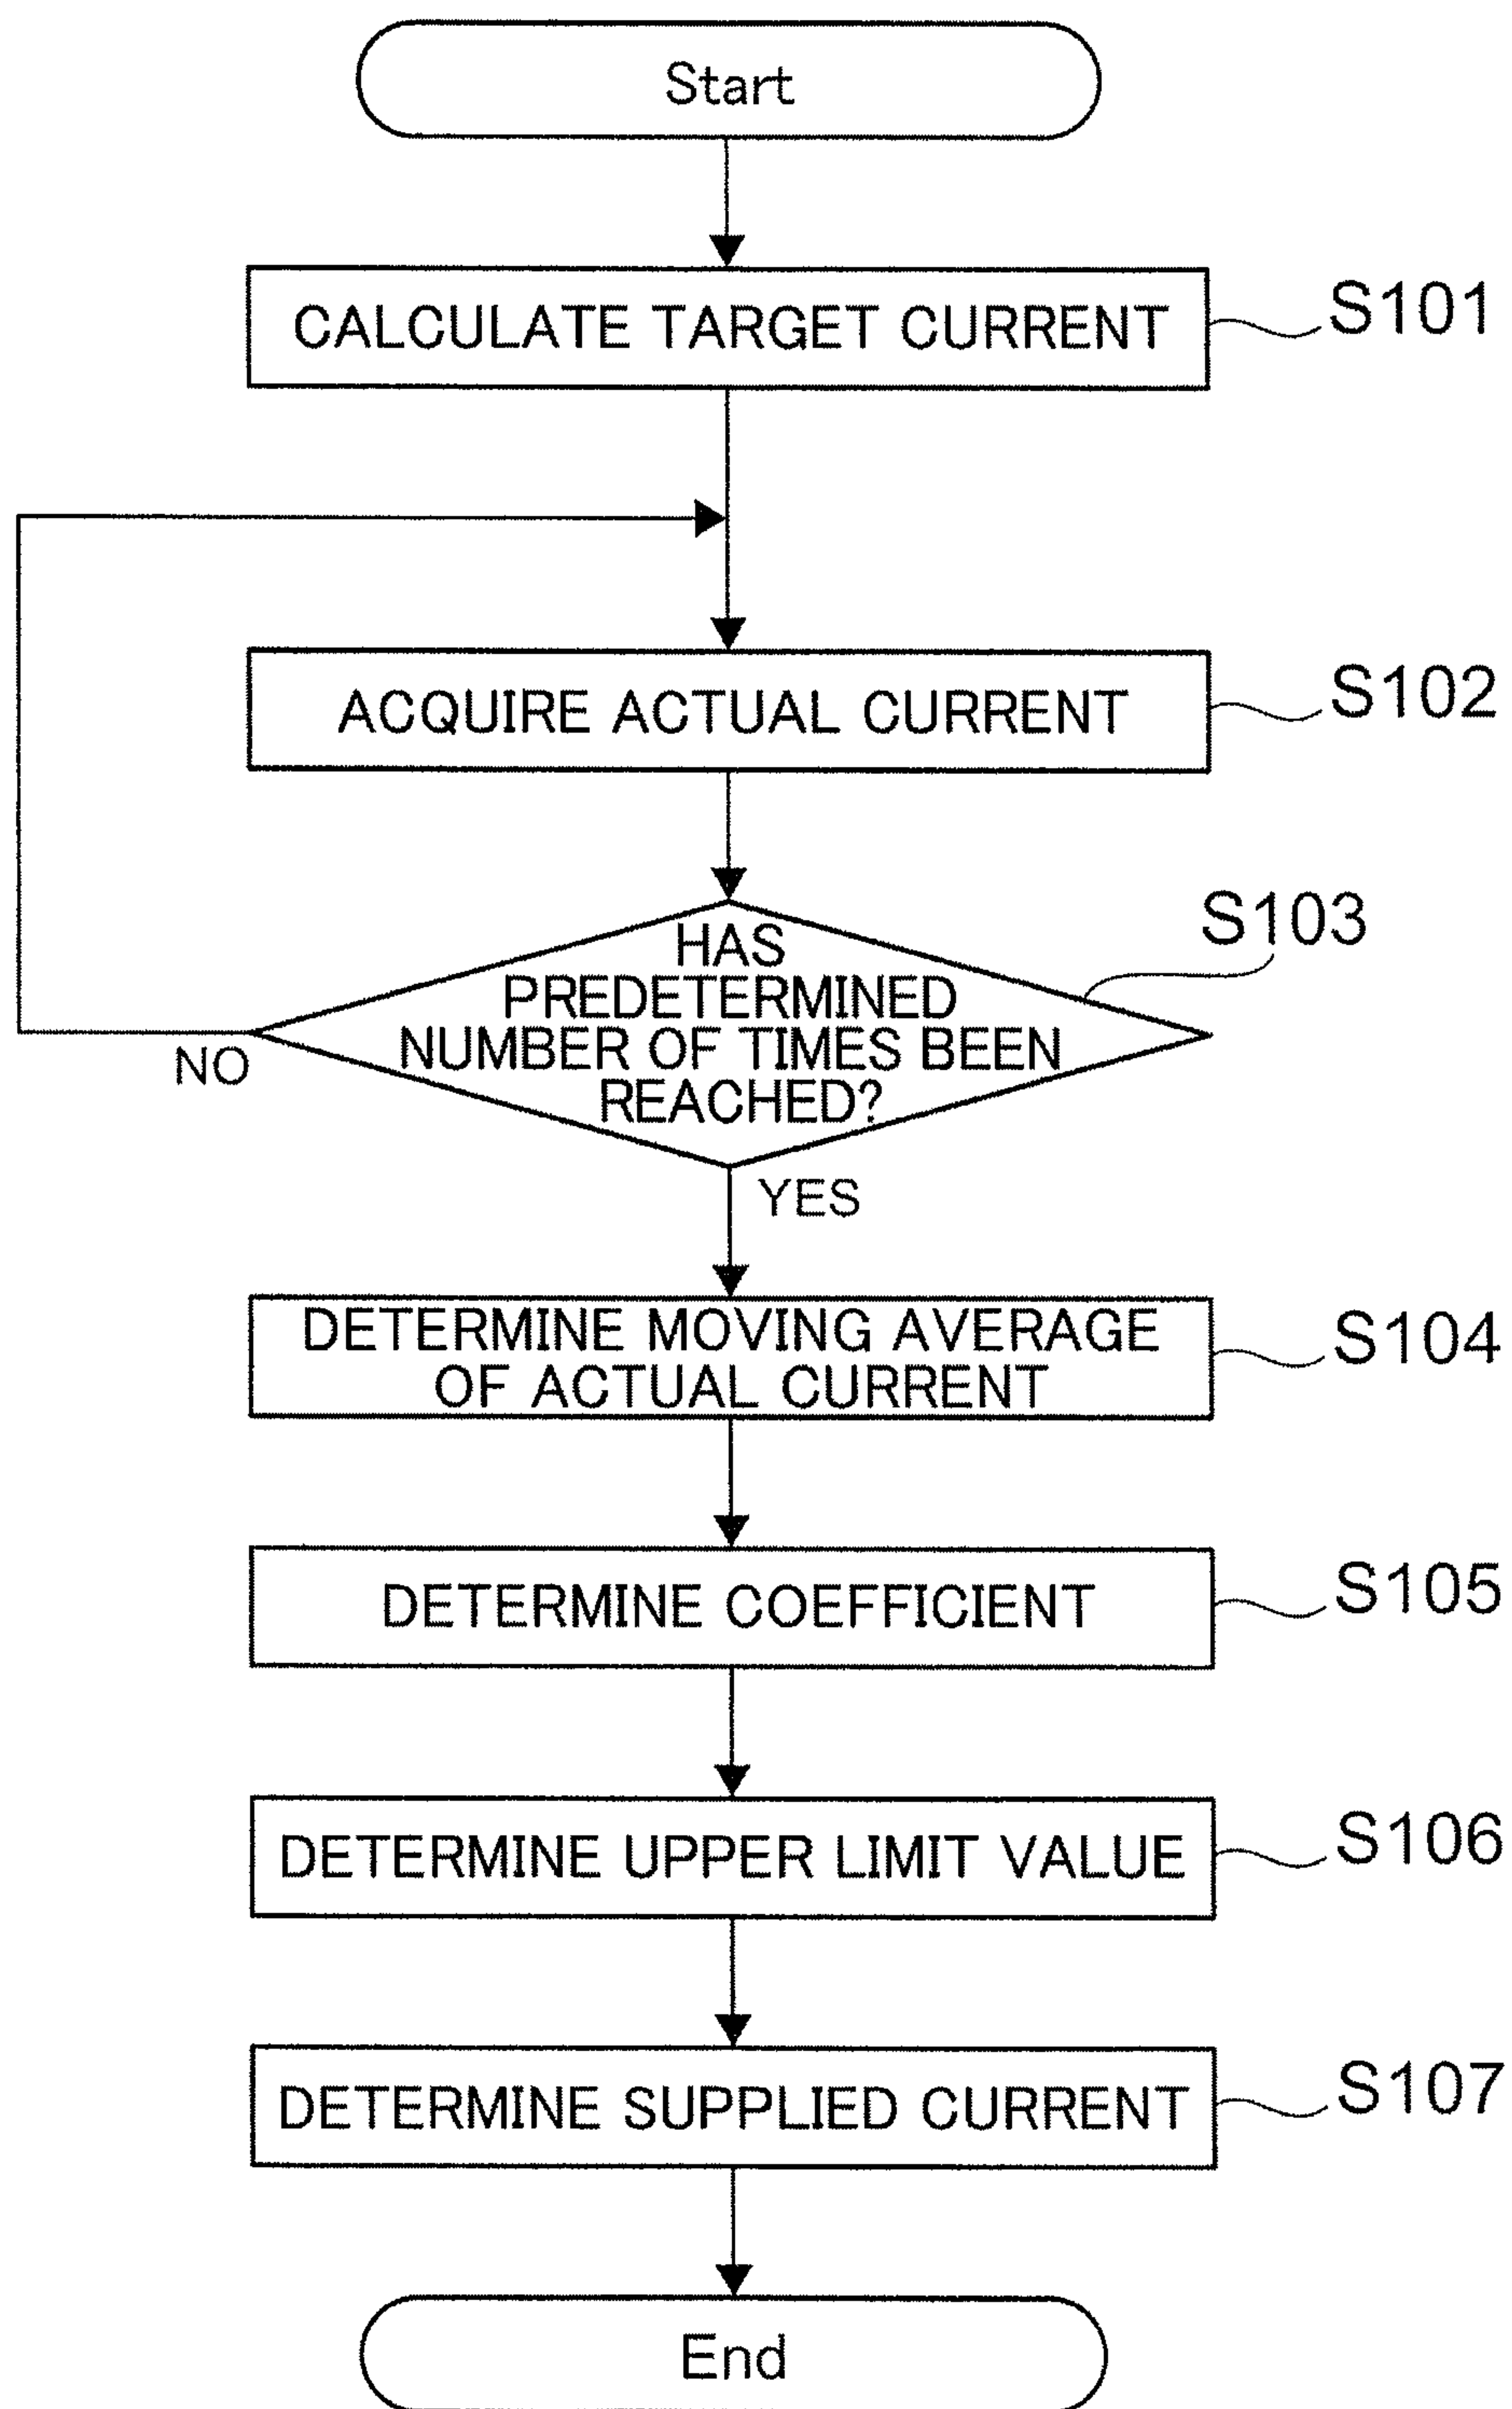 Start
CALCULATE TARGET CURRENT
S101
ACQUIRE ACTUAL CURRENT
S102
S103
HAS
PREDETERMINED
NUMBER OF TIMES BEEN
REACHED?
NO
YES
DETERMINE MOVING AVERAGE
OF ACTUAL CURRENT
S104
DETERMINE COEFFICIENT
S105
DETERMINE UPPER LIMIT VALUE
S106
DETERMINE SUPPLIED CURRENT
S107
End